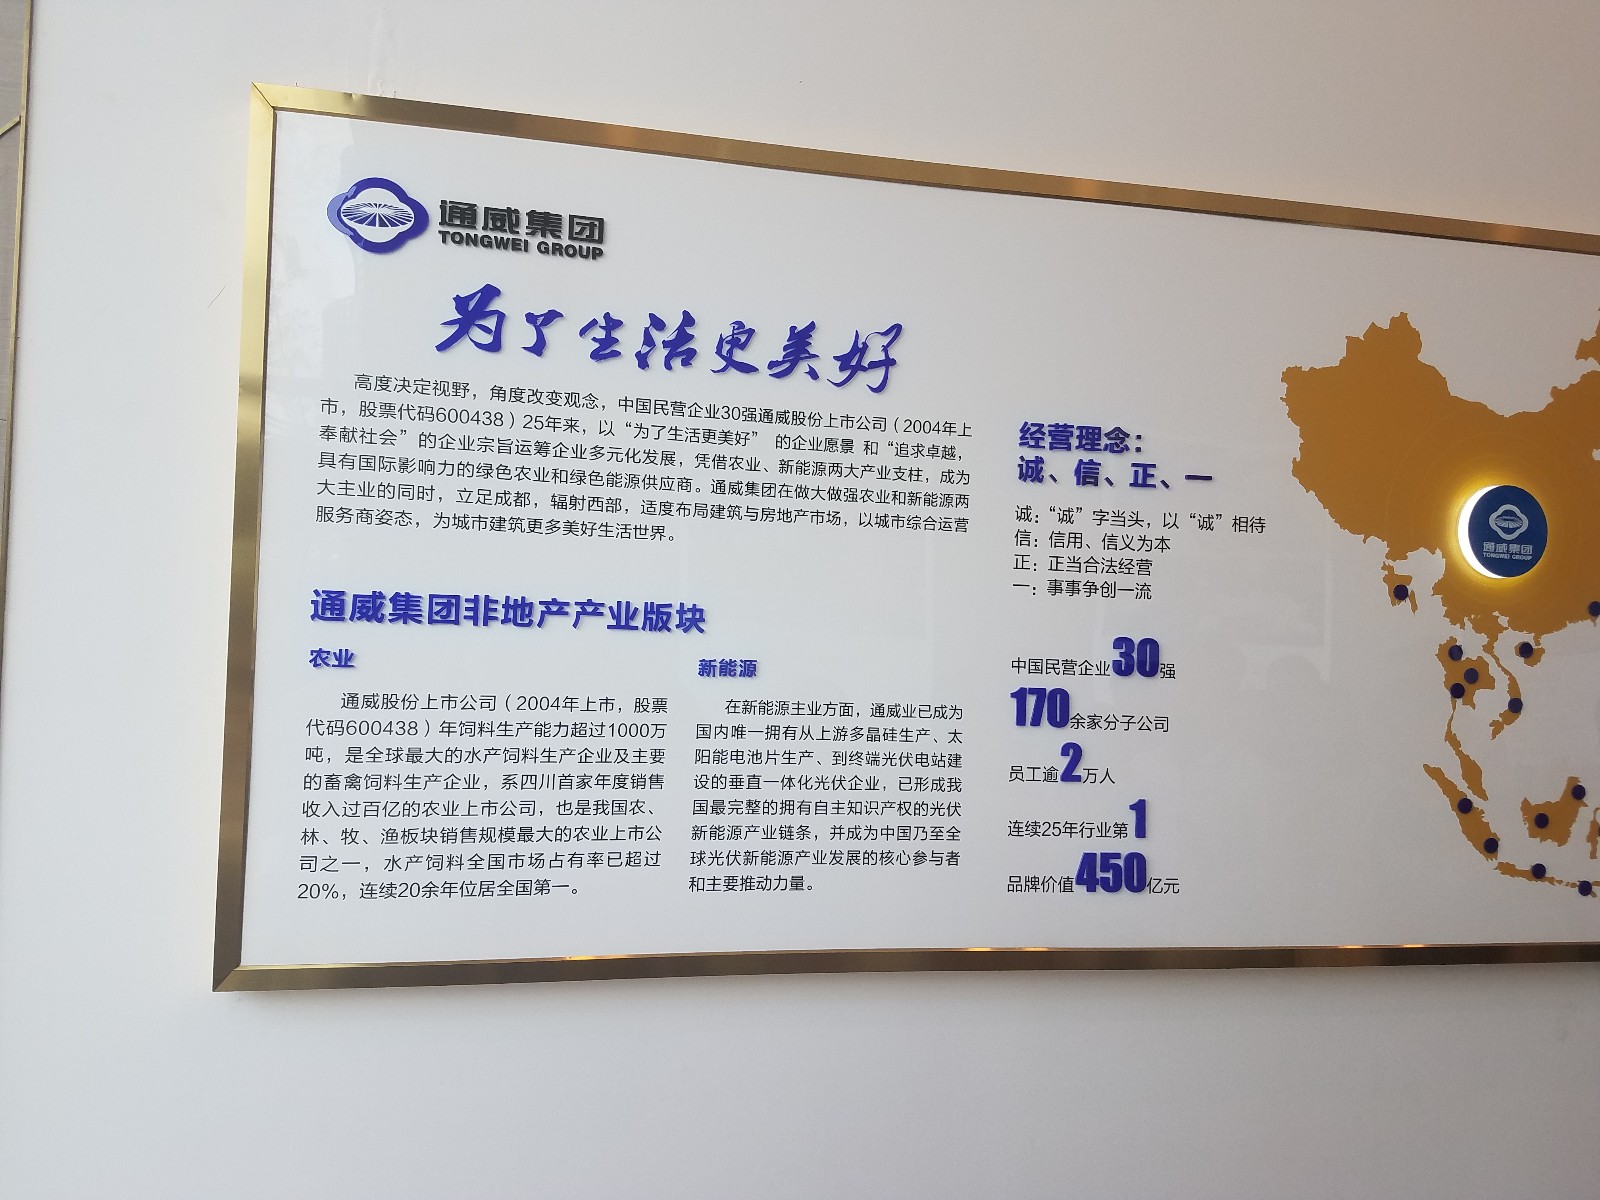 通威集团
TONGWEI GROUP
为了生活更美好
高度决定视野，角度改变观念，中国民营企业30强通威股份上市公司（2004年上
市，股票代码600438）25年来，以“为了生活更美好” 的企业愿景 和“追求卓越，
奉献社会”的企业宗旨运筹企业多元化发展，凭借农业、新能源两大产业支柱，成为
具有国际影响力的绿色农业和绿色能源供应商。通威集团在做大做强农业和新能源两
大主业的同时，立足成都，辐射西部，适度布局建筑与房地产市场，以城市综合运营
服务商姿态，为城市建筑更多美好生活世界。
通威集团非地产产业版块
农业
通威股份上市公司（2004年上市，股票
代码600438）年饲料生产能力超过1000万
吨，是全球最大的水产饲料生产企业及主要
的畜禽饲料生产企业，系四川首家年度销售
收入过百亿的农业上市公司，也是我国农、
林、牧、渔板块销售规模最大的农业上市公
司之一，水产饲料全国市场占有率已超过
20%，连续20余年位居全国第一。
新能源
在新能源主业方面，通威业已成为
国内唯一拥有从上游多晶硅生产、太
阳能电池片生产、到终端光伏电站建
设的垂直一体化光伏企业，已形成我
国最完整的拥有自主知识产权的光伏
新能源产业链条，并成为中国乃至全
球光伏新能源产业发展的核心参与者
和主要推动力量。
经营理念：
诚、信、正、一
诚：“诚”字当头，以“诚”相待
信：信用、信义为本
正：正当合法经营
一：事事争创一流
中国民营企业30强
170余家分子公司
员工逾2万人
连续25年行业第1
品牌价值450亿元
通威集团
TONGWEI GROUP